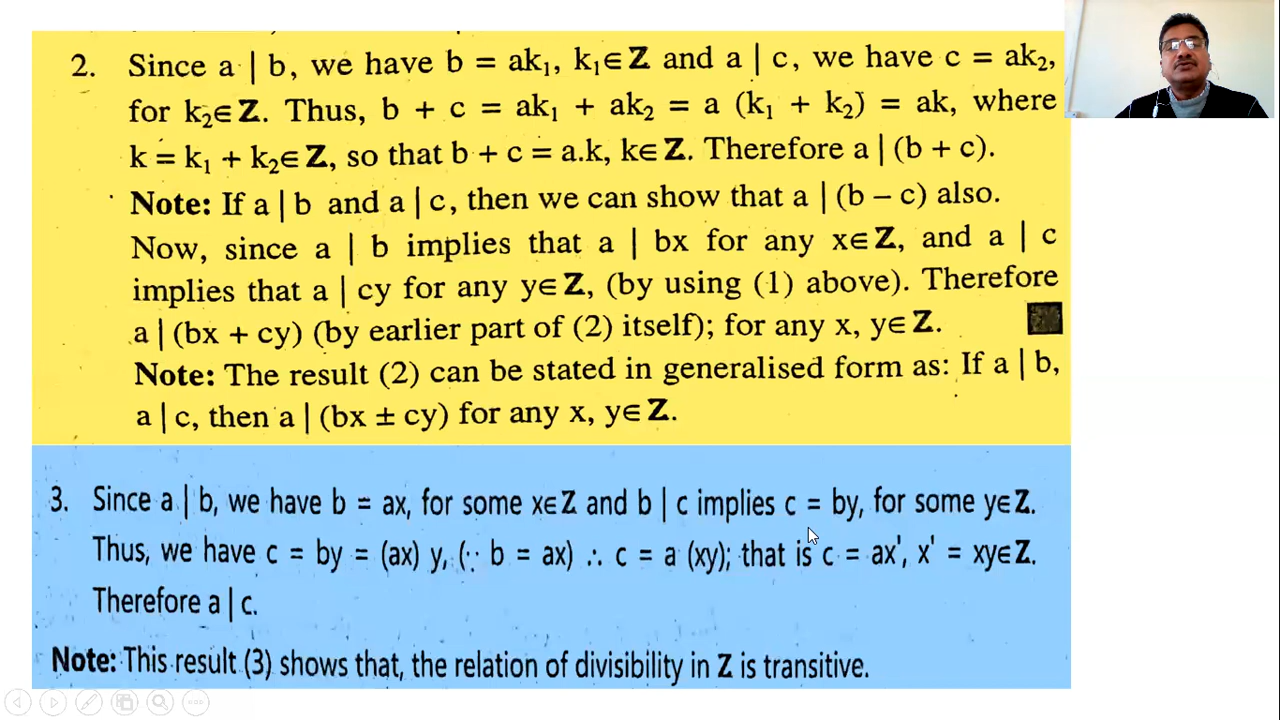 2. Since a | b, we have b = ak₁, k₁∈Z and a | c, we have c = ak₂,
for k₂∈Z. Thus, b + c = ak₁ + ak₂ = a (k₁ + k₂) = ak, where
k = k₁ + k₂∈Z, so that b + c = a.k, k∈Z. Therefore a | (b + c).
Note: If a | b and a | c, then we can show that a | (b – c) also.
Now, since a | b implies that a | bx for any x∈Z, and a | c
implies that a | cy for any y∈Z, (by using (1) above). Therefore
a | (bx + cy) (by earlier part of (2) itself); for any x, y∈Z.
Note: The result (2) can be stated in generalised form as: If a | b,
a | c, then a | (bx ± cy) for any x, y∈Z.
3. Since a | b, we have b = ax, for some x∈Z and b | c implies c = by, for some y∈Z.
Thus, we have c = by = (ax) y, (∵ b = ax) ∴ c = a (xy); that is c = ax', x' = xy∈Z.
Therefore a | c.
Note: This result (3) shows that, the relation of divisibility in Z is transitive.